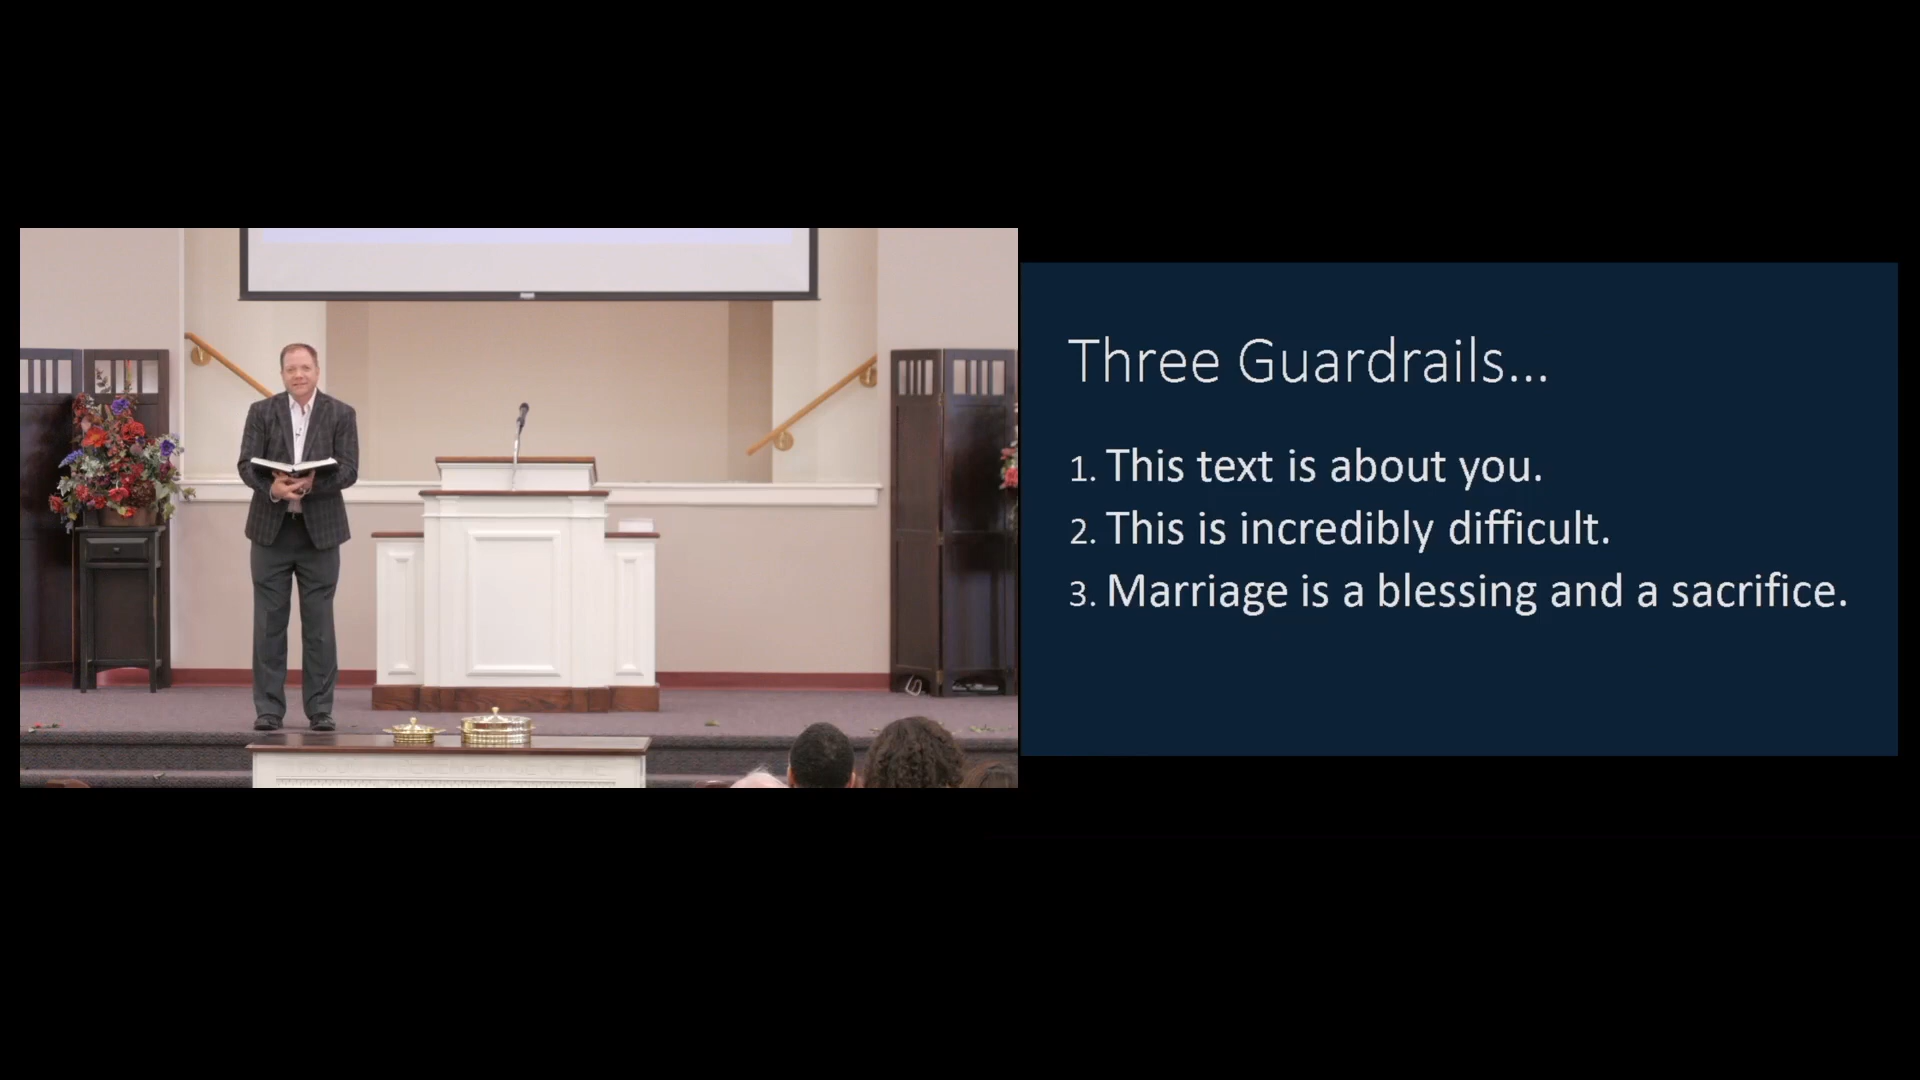 Three Guardrails...
1. This text is about you.
2. This is incredibly difficult.
3. Marriage is a blessing and a sacrifice.